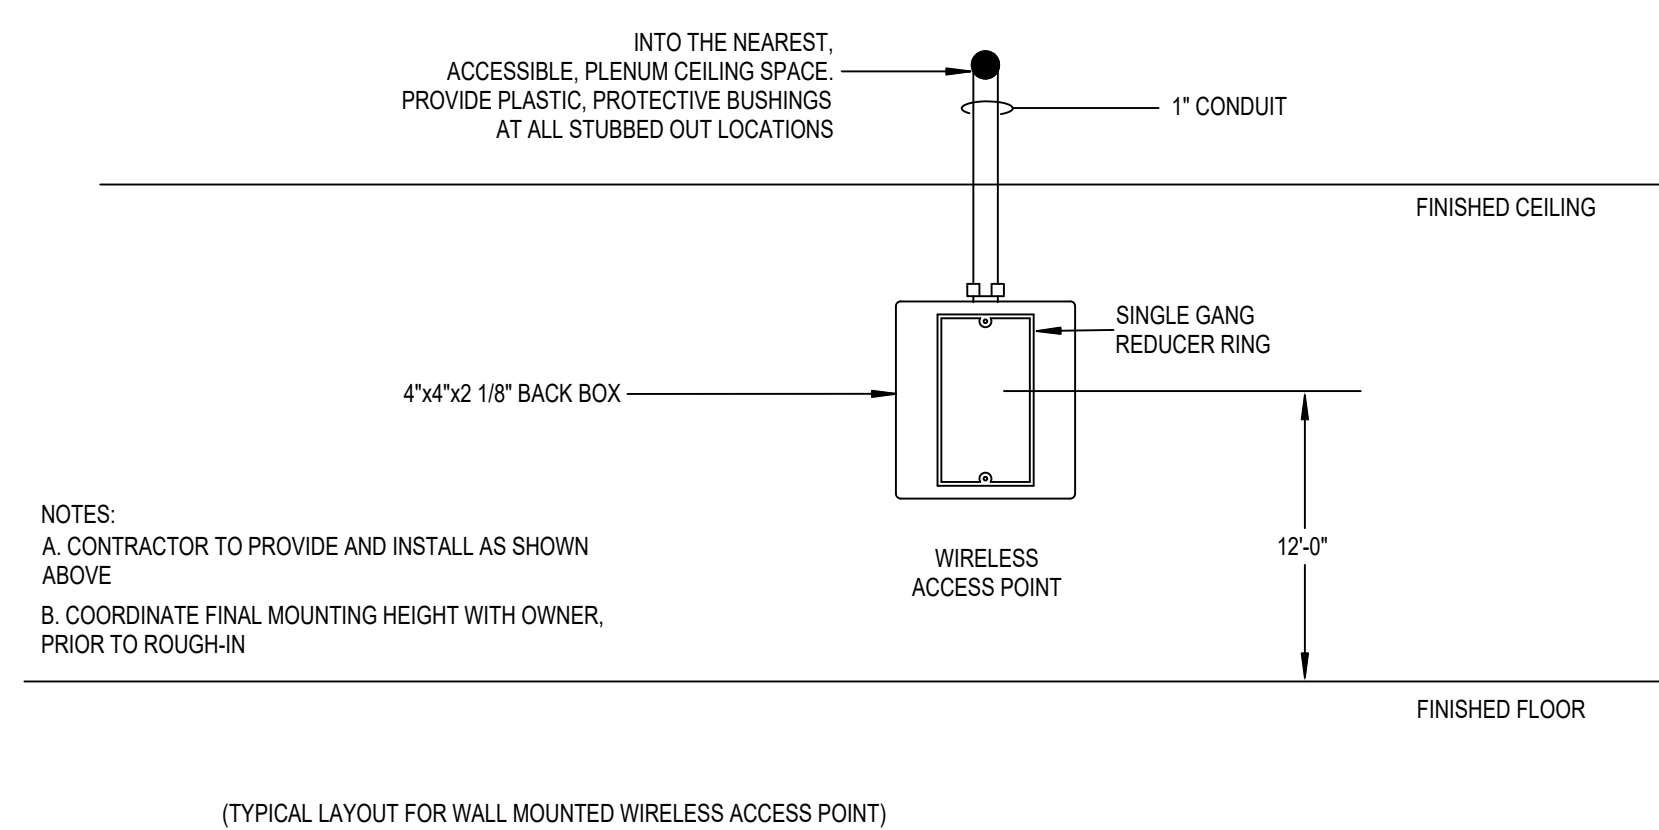 INTO THE NEAREST,
ACCESSIBLE, PLENUM CEILING SPACE.
PROVIDE PLASTIC, PROTECTIVE BUSHINGS
AT ALL STUBBED OUT LOCATIONS
1" CONDUIT
FINISHED CEILING
SINGLE GANG
REDUCER RING
4"x4"x2 1/8" BACK BOX
NOTES:
A. CONTRACTOR TO PROVIDE AND INSTALL AS SHOWN
ABOVE
B. COORDINATE FINAL MOUNTING HEIGHT WITH OWNER,
PRIOR TO ROUGH-IN
WIRELESS
ACCESS POINT
12'-0"
FINISHED FLOOR
(TYPICAL LAYOUT FOR WALL MOUNTED WIRELESS ACCESS POINT)